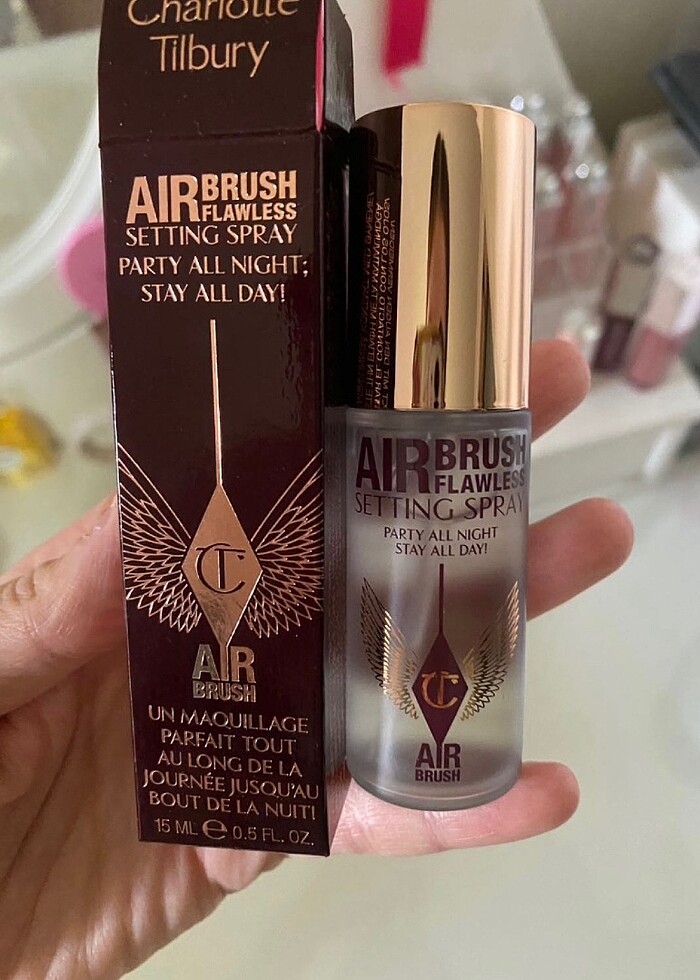 Charlotte
Tilbury
AIRBRUSH
FLAWLESS
SETTING SPRAY
PARTY ALL NIGHT;
STAY ALL DAY!
CT
AIR
BRUSH
UN MAQUILLAGE
PARFAIT TOUT
AU LONG DE LA
JOURNÉE JUSQU'AU
BOUT DE LA NUIT!
15 ML e 0.5 FL. OZ.
AIRBRUSH
FLAWLESS
SETTING SPRAY
PARTY ALL NIGHT
STAY ALL DAY!
CT
AIR
BRUSH